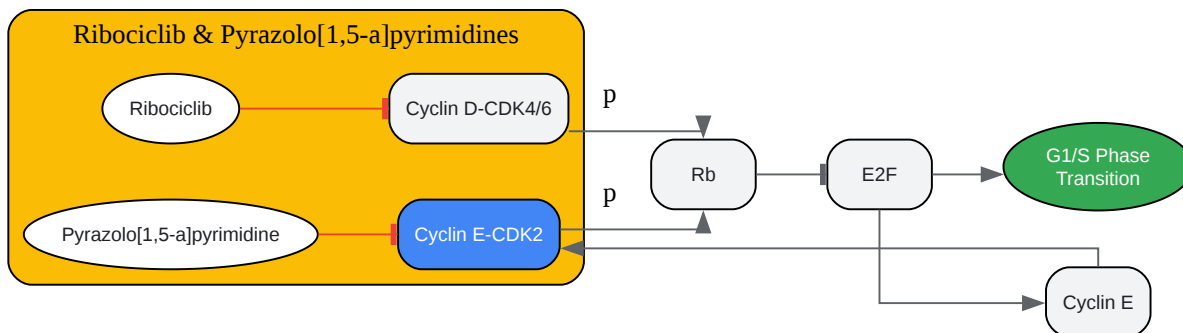 Ribociclib & Pyrazolo[1,5-a]pyrimidines
Ribociclib
Cyclin D-CDK4/6
p
Rb
E2F
G1/S Phase
Transition
p
Pyrazolo[1,5-a]pyrimidine
Cyclin E-CDK2
Cyclin E